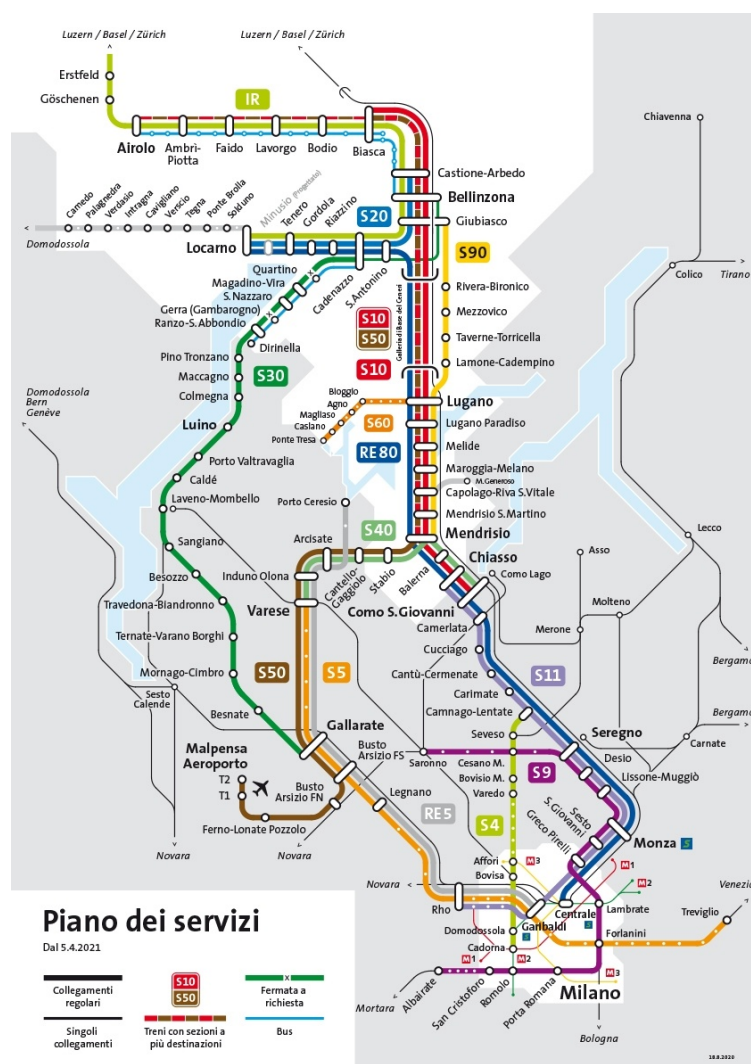 Luzern / Basel / Zürich
Luzern / Basel / Zürich
Erstfeld
Göschenen
IR
Airolo
Ambrì-
Piotta
Faido
Lavorgo
Bodio
Biasca
Chiavenna
Castione-Arbedo
Bellinzona
Giubiasco
Camedo
Palagnedra
Verdasio
Intragna
Cavigliano
Verscio
Tegna
Ponte Brolla
Solduno
Minusio (Progettato)
Tenero
Gordola
Riazzino
S20
S90
Domodossola
Locarno
Colico
Tirano
Quartino
Magadino-Vira
S. Nazzaro
Gerra (Gambarogno)
Ranzo-S. Abbondio
Dirinella
Cadenazzo
S. Antonino
Galleria di Base del Ceneri
Rivera-Bironico
Mezzovico
Taverne-Torricella
Lamone-Cadempino
S10
S50
S10
Pino Tronzano
Maccagno
Colmegna
S30
Luino
Domodossola
Bern
Genève
Bioggio
Agno
Magliaso
Caslano
Ponte Tresa
S60
RE80
Lugano
Lugano Paradiso
Melide
Maroggia-Melano
M. Generoso
Capolago-Riva S. Vitale
Mendrisio S. Martino
Mendrisio
Porto Valtravaglia
Caldé
Laveno-Mombello
Porto Ceresio
S40
Arcisate
Sangiano
Besozzo
Induno Olona
Cantello-
Gaggiolo
Stabio
Balerna
Chiasso
Como Lago
Asso
Lecco
Travedona-Biandronno
Varese
Como S. Giovanni
Camerlata
Molteno
Merone
Ternate-Varano Borghi
Cucciago
Bergamo
Mornago-Cimbro
S50
S5
Cantù-Cermenate
S11
Sesto
Calende
Carimate
Besnate
Camnago-Lentate
Bergamo
Gallarate
Seveso
Seregno
Carnate
Malpensa
Aeroporto
Busto
Arsizio FS
Saronno
Cesano M.
S9
Desio
Lissone-Muggiò
T2
T1
Busto
Arsizio FN
Legnano
Bovisio M.
Varedo
Sesto
S. Giovanni
Greco Pirelli
Ferno-Lonate Pozzolo
RE5
S4
Monza S
Novara
Novara
Affori
M3
M1
Bovisa
M2
Novara
Venezia
Rho
Centrale
S
Lambrate
Treviglio
Garibaldi
S
Domodossola
Forlanini
Cadorna
M1
M2
M3
Albairate
San Cristoforo
Romolo
Porta Romana
Milano
Mortara
Bologna
Piano dei servizi
Dal 5.4.2021
Collegamenti
regolari
S10
S50
Fermata a
richiesta
Singoli
collegamenti
Treni con sezioni a
più destinazioni
Bus
18.8.2020